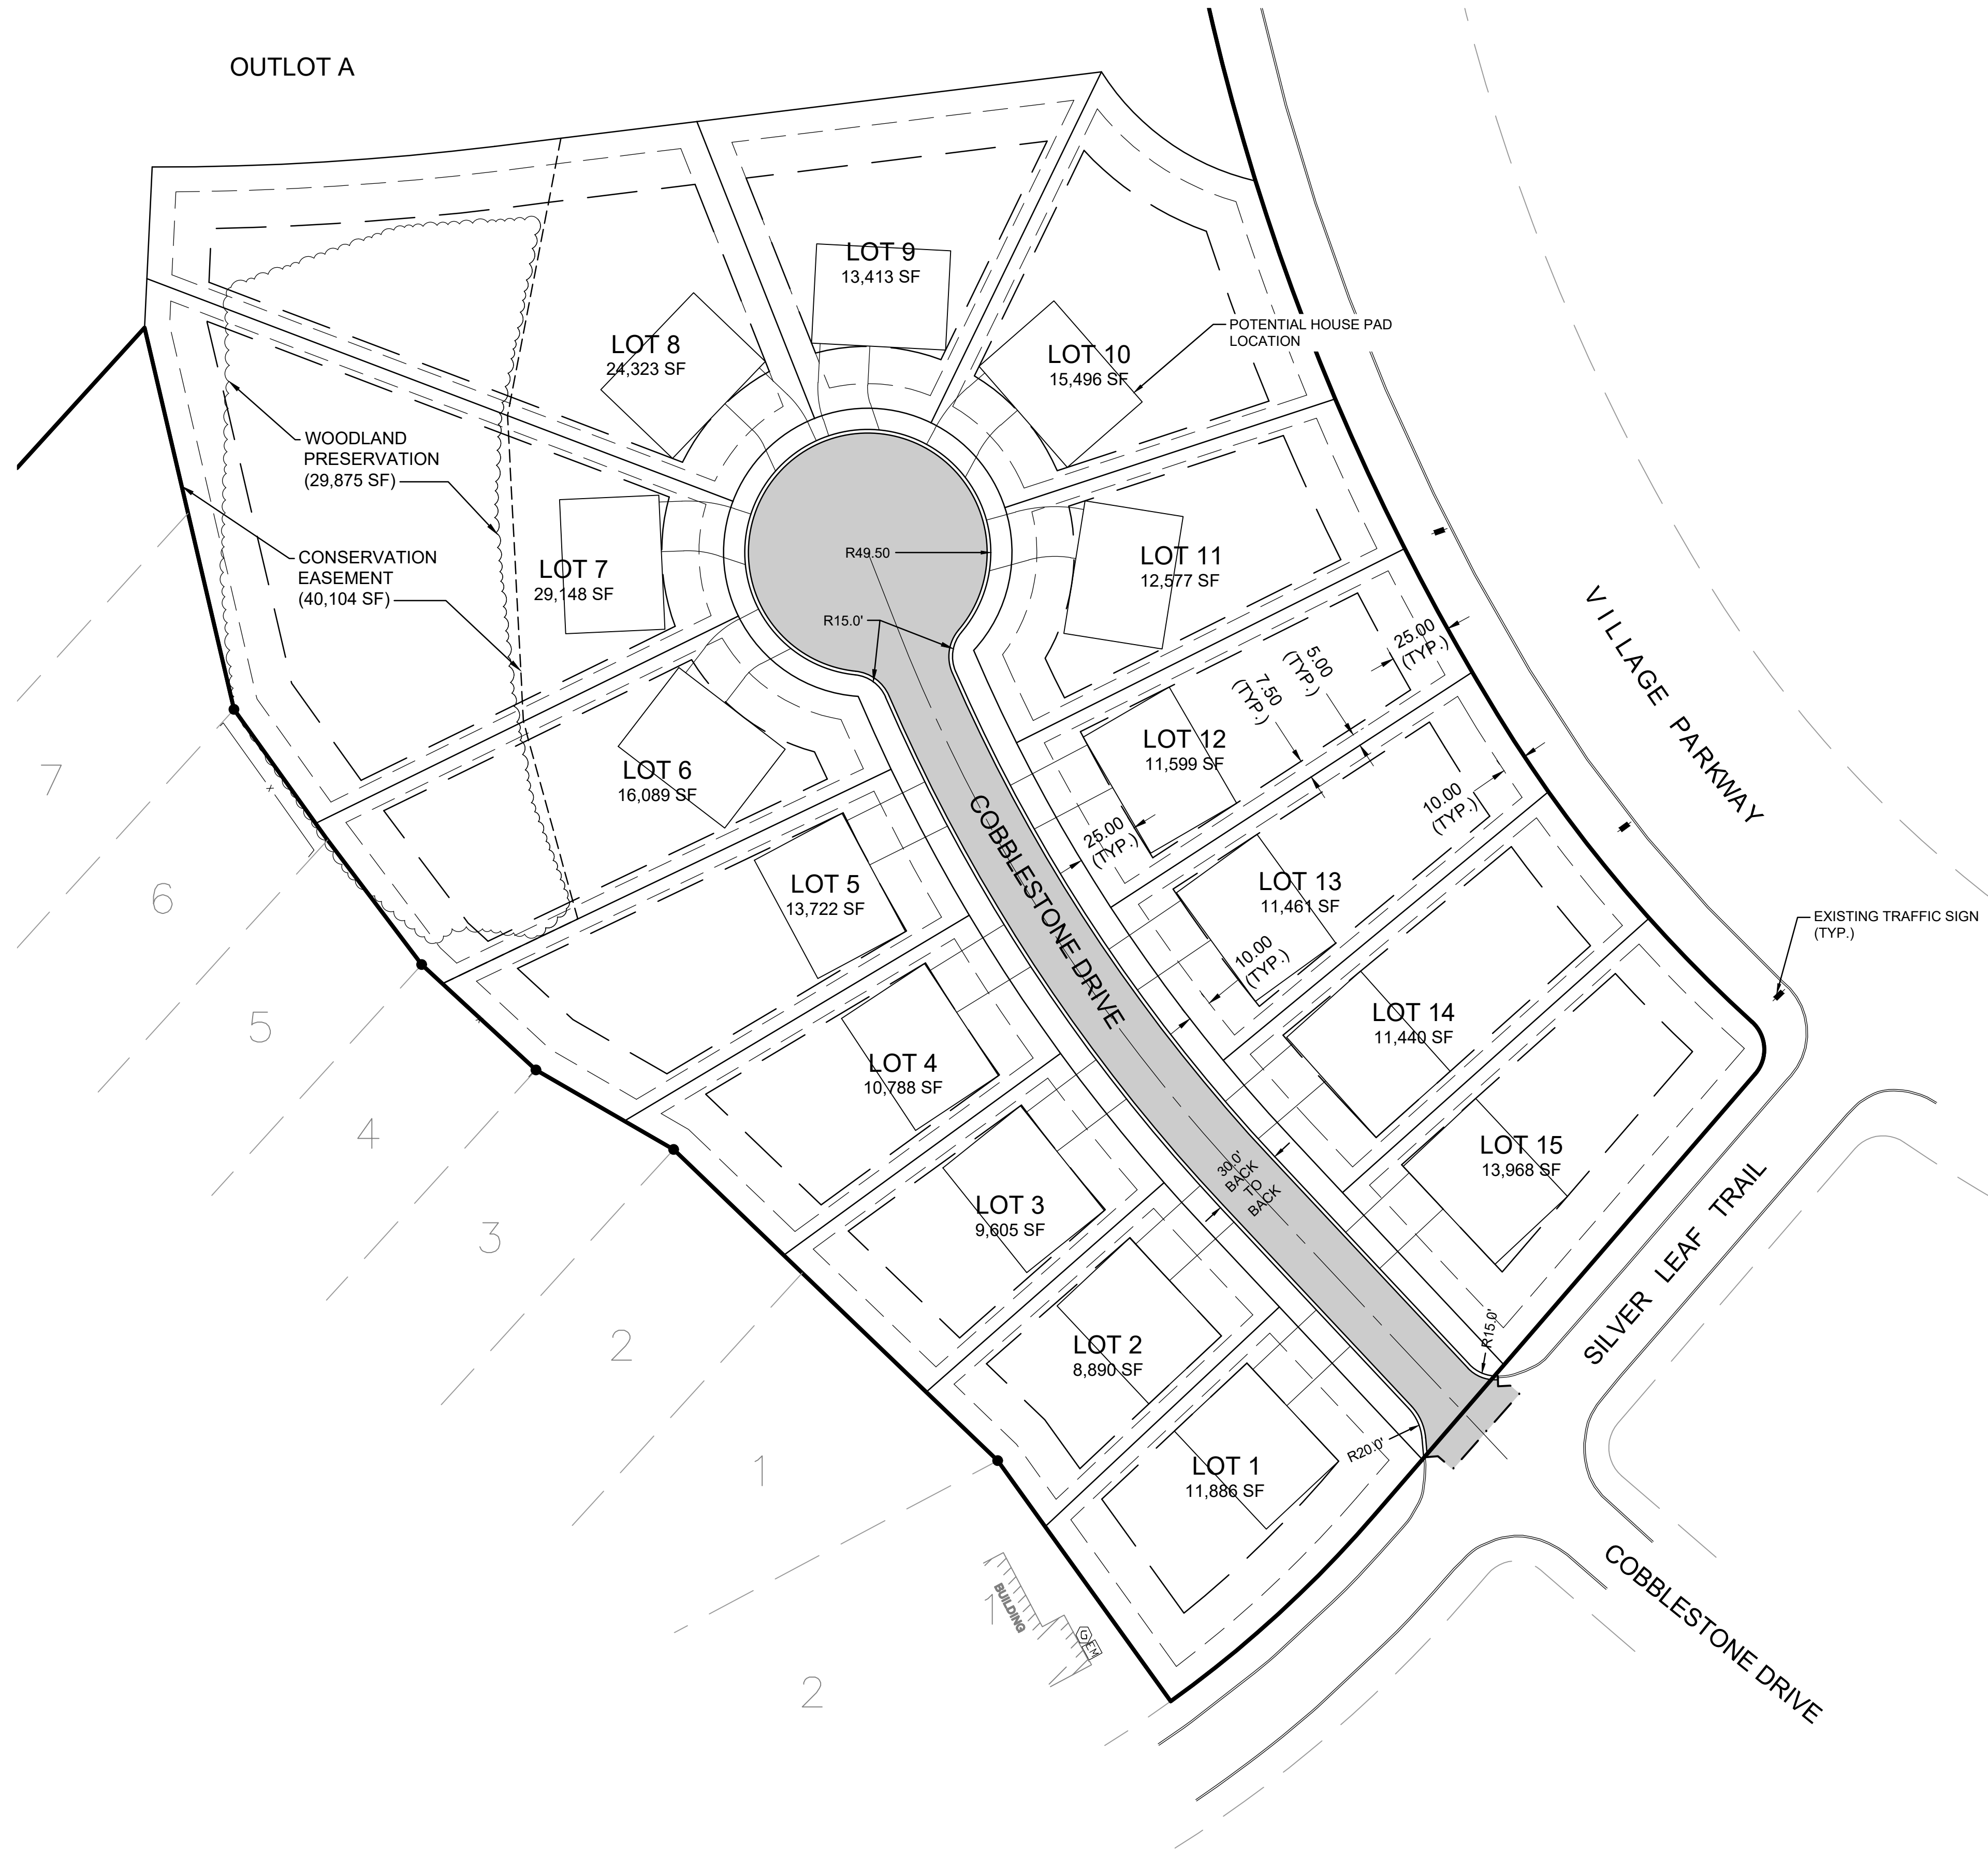 OUTLOT A
LOT 9
13,413 SF
LOT 8
24,323 SF
LOT 10
15,496 SF
POTENTIAL HOUSE PAD
LOCATION
WOODLAND
PRESERVATION
(29,875 SF)
CONSERVATION
EASEMENT
(40,104 SF)
LOT 7
29,148 SF
R49.50
R15.0'
LOT 11
12,577 SF
VILLAGE PARKWAY
25.00
(TYP.)
5.00
(TYP.)
7.50
(TYP.)
LOT 12
11,599 SF
LOT 6
16,089 SF
10.00
(TYP.)
25.00
(TYP.)
COBBLESTONE DRIVE
LOT 5
13,722 SF
LOT 13
11,461 SF
10.00
(TYP.)
EXISTING TRAFFIC SIGN
(TYP.)
LOT 14
11,440 SF
LOT 4
10,788 SF
LOT 15
13,968 SF
30.0'
BACK
TO
BACK
LOT 3
9,605 SF
SILVER LEAF TRAIL
R15.0'
LOT 2
8,890 SF
R20.0'
LOT 1
11,886 SF
COBBLESTONE DRIVE
7
6
5
4
3
2
1
1
2
BUILDING
G
EM
x
x